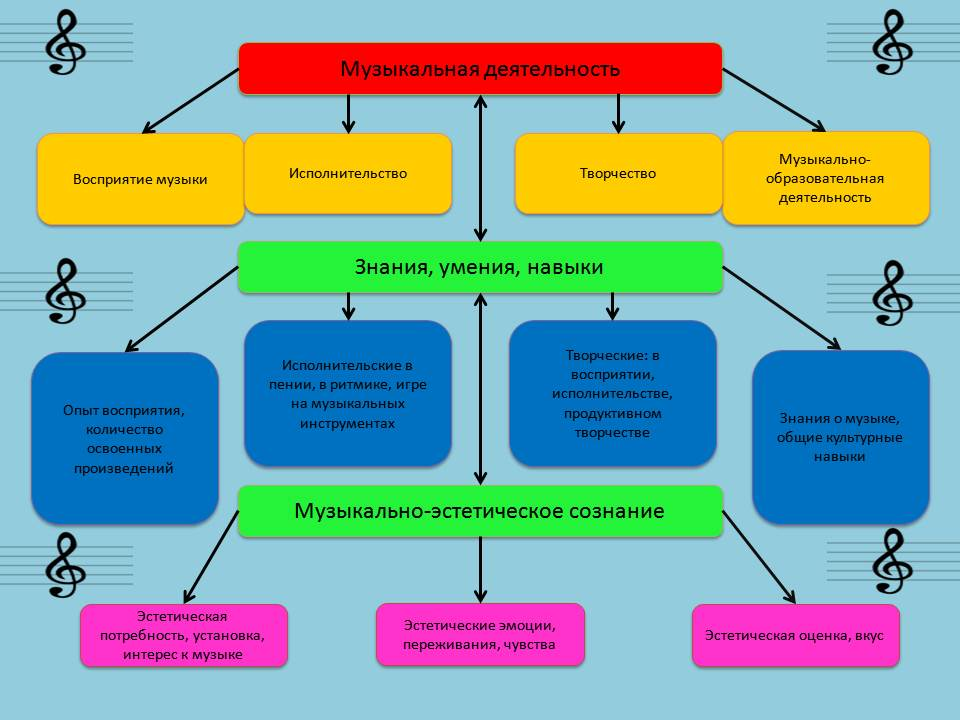 Музыкальная деятельность
Восприятие музыки
Исполнительство
Творчество
Музыкально-
образовательная
деятельность
Знания, умения, навыки
Опыт восприятия,
количество
освоенных
произведений
Исполнительские в
пении, в ритмике, игре
на музыкальных
инструментах
Творческие: в
восприятии,
исполнительстве,
продуктивном
творчестве
Знания о музыке,
общие культурные
навыки
Музыкально-эстетическое сознание
Эстетическая
потребность, установка,
интерес к музыке
Эстетические эмоции,
переживания, чувства
Эстетическая оценка, вкус